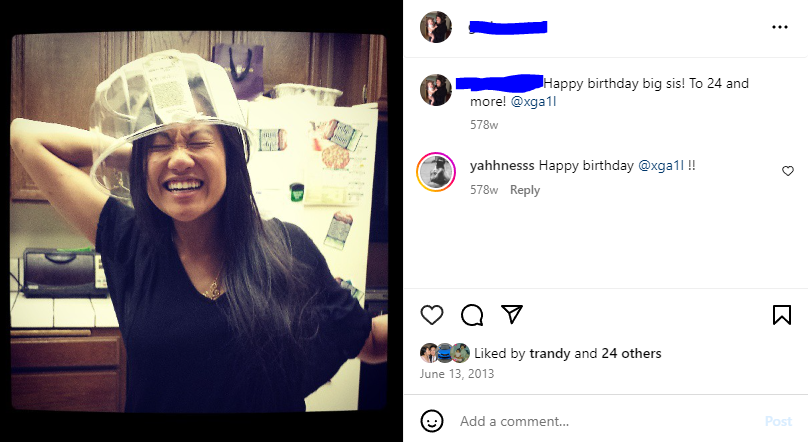 Happy birthday big sis! To 24 and
more! @xga1l
578w
yahhnesss Happy birthday @xga1l !!
578w Reply
Liked by trandy and 24 others
June 13, 2013
Add a comment...
Post